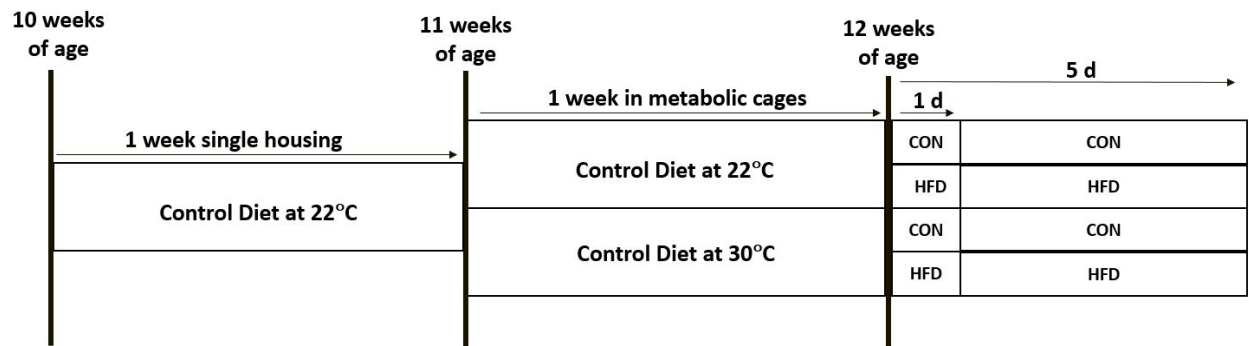 10 weeks
of age
11 weeks
of age
12 weeks
of age
5 d
1 week in metabolic cages
1 d
1 week single housing
Control Diet at 22°C
Control Diet at 22°C
Control Diet at 30°C
CON
CON
HFD
HFD
CON
CON
HFD
HFD